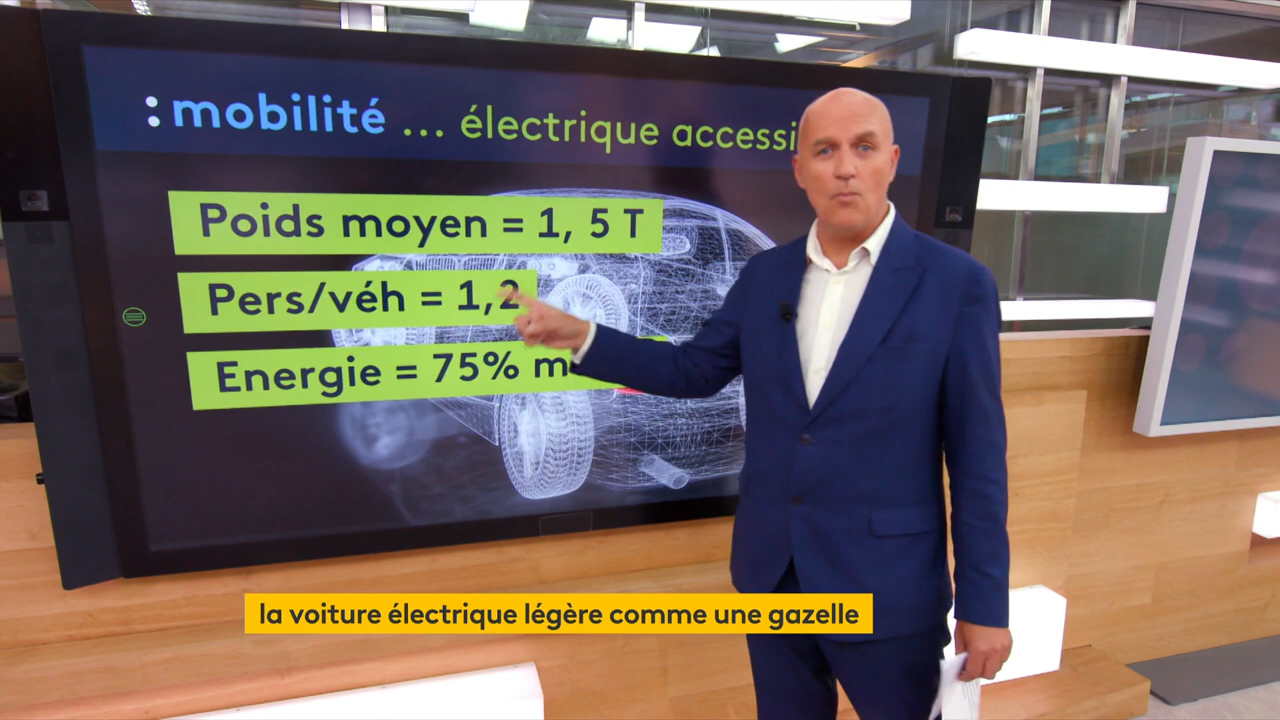 :mobilité ... électrique accessi
Poids moyen = 1, 5 T
Pers/véh = 1,2
Energie = 75% m
la voiture électrique légère comme une gazelle